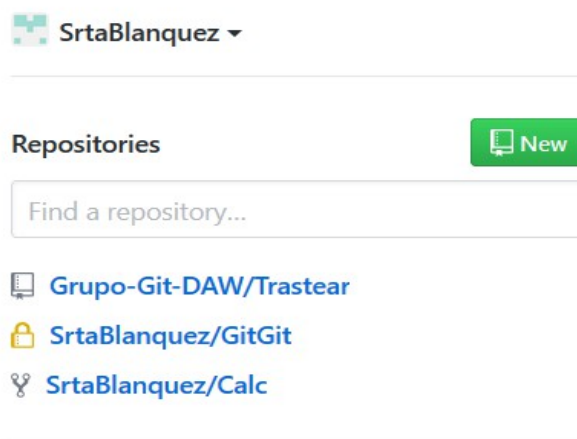 SrtaBlanquez
Repositories
New
Find a repository...
Grupo-Git-DAW/Trastear
SrtaBlanquez/GitGit
SrtaBlanquez/Calc